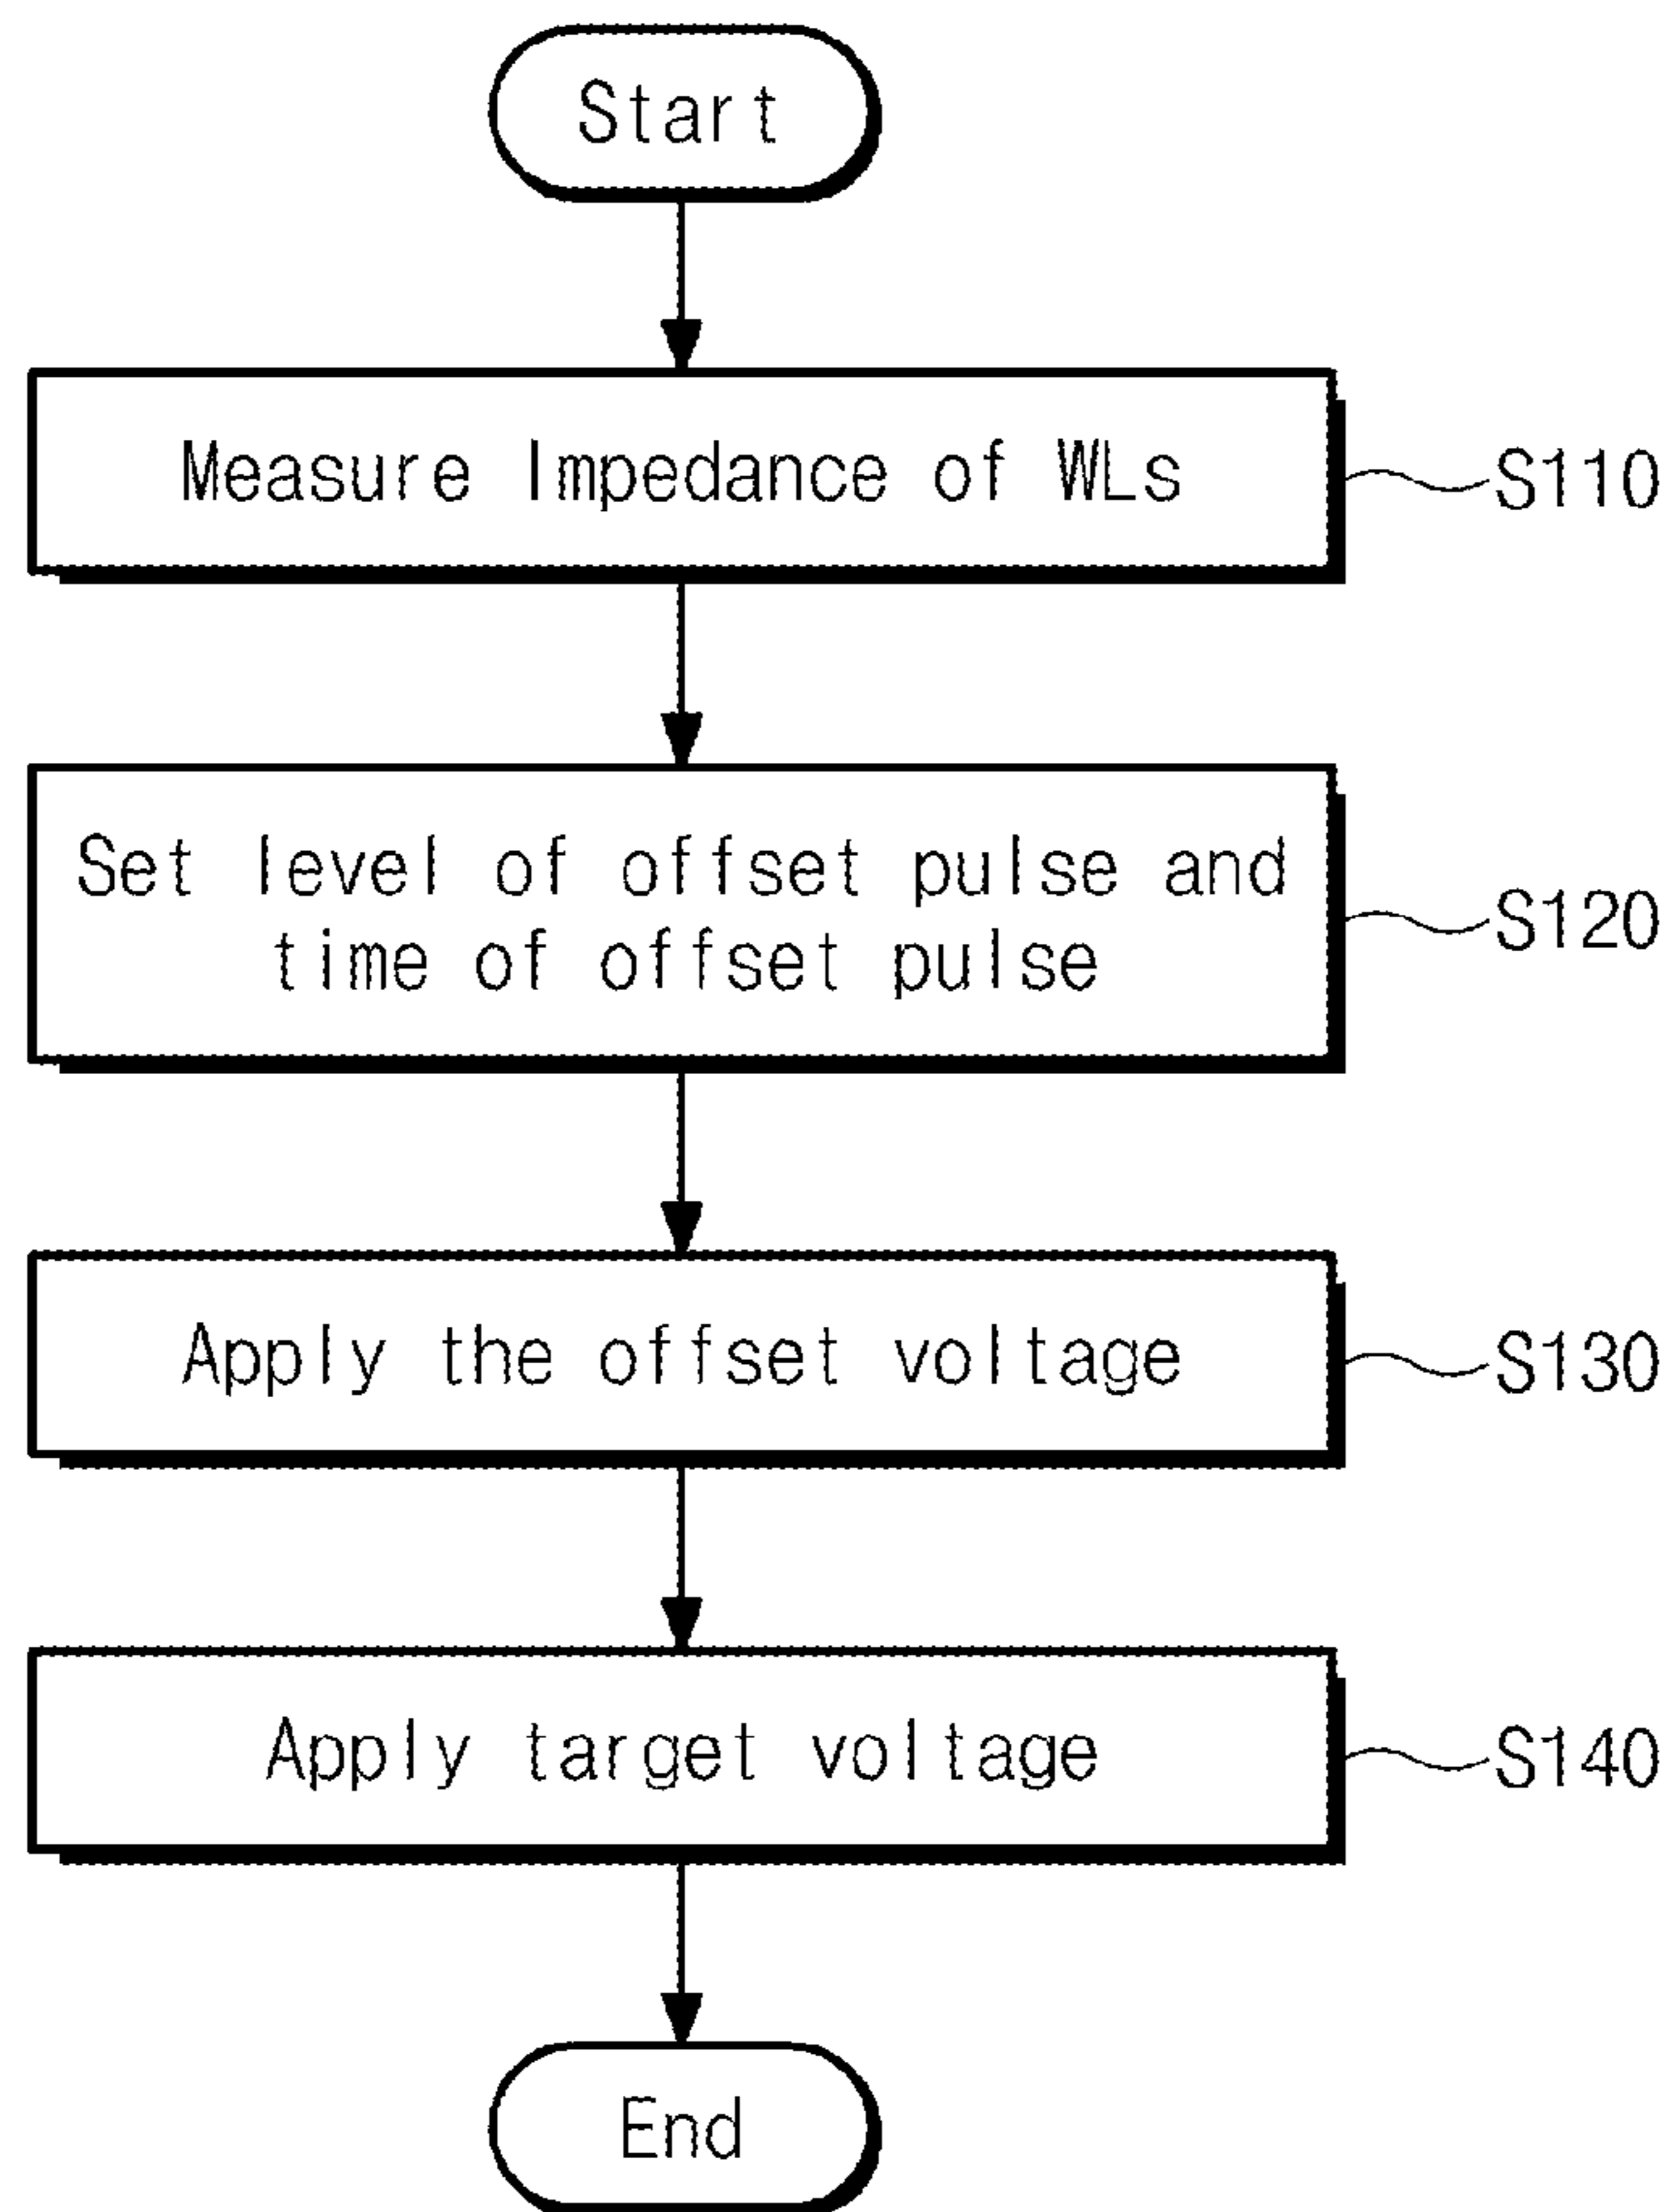 Start
Measure Impedance of WLs
S110
Set level of offset pulse and
time of offset pulse
S120
Apply the offset voltage
S130
Apply target voltage
S140
End